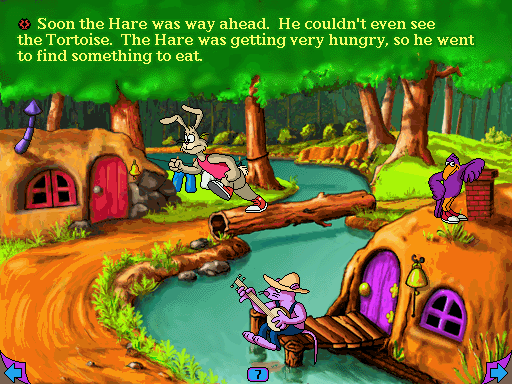 Soon the Hare was way ahead. He couldn't even see
the Tortoise. The Hare was getting very hungry, so he went
to find something to eat.
7